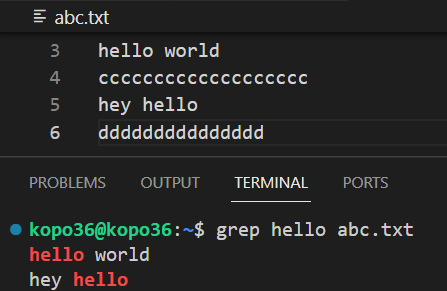 abc.txt
3 hello world
4 ccccccccccccccccccc
5 hey hello
6 ddddddddddddddd
PROBLEMS OUTPUT TERMINAL PORTS
kopo36@kopo36:~$ grep hello abc.txt
hello world
hey hello